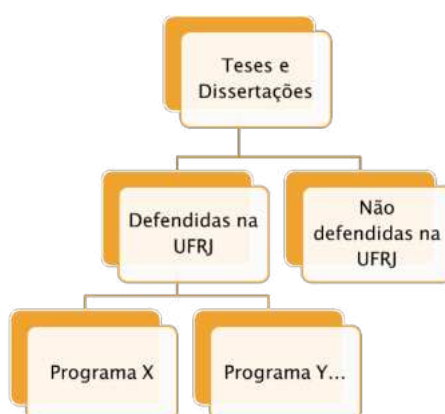 Teses e
Dissertações
Defendidas na
UFRJ
Não
defendidas na
UFRJ
Programa X
Programa Y...